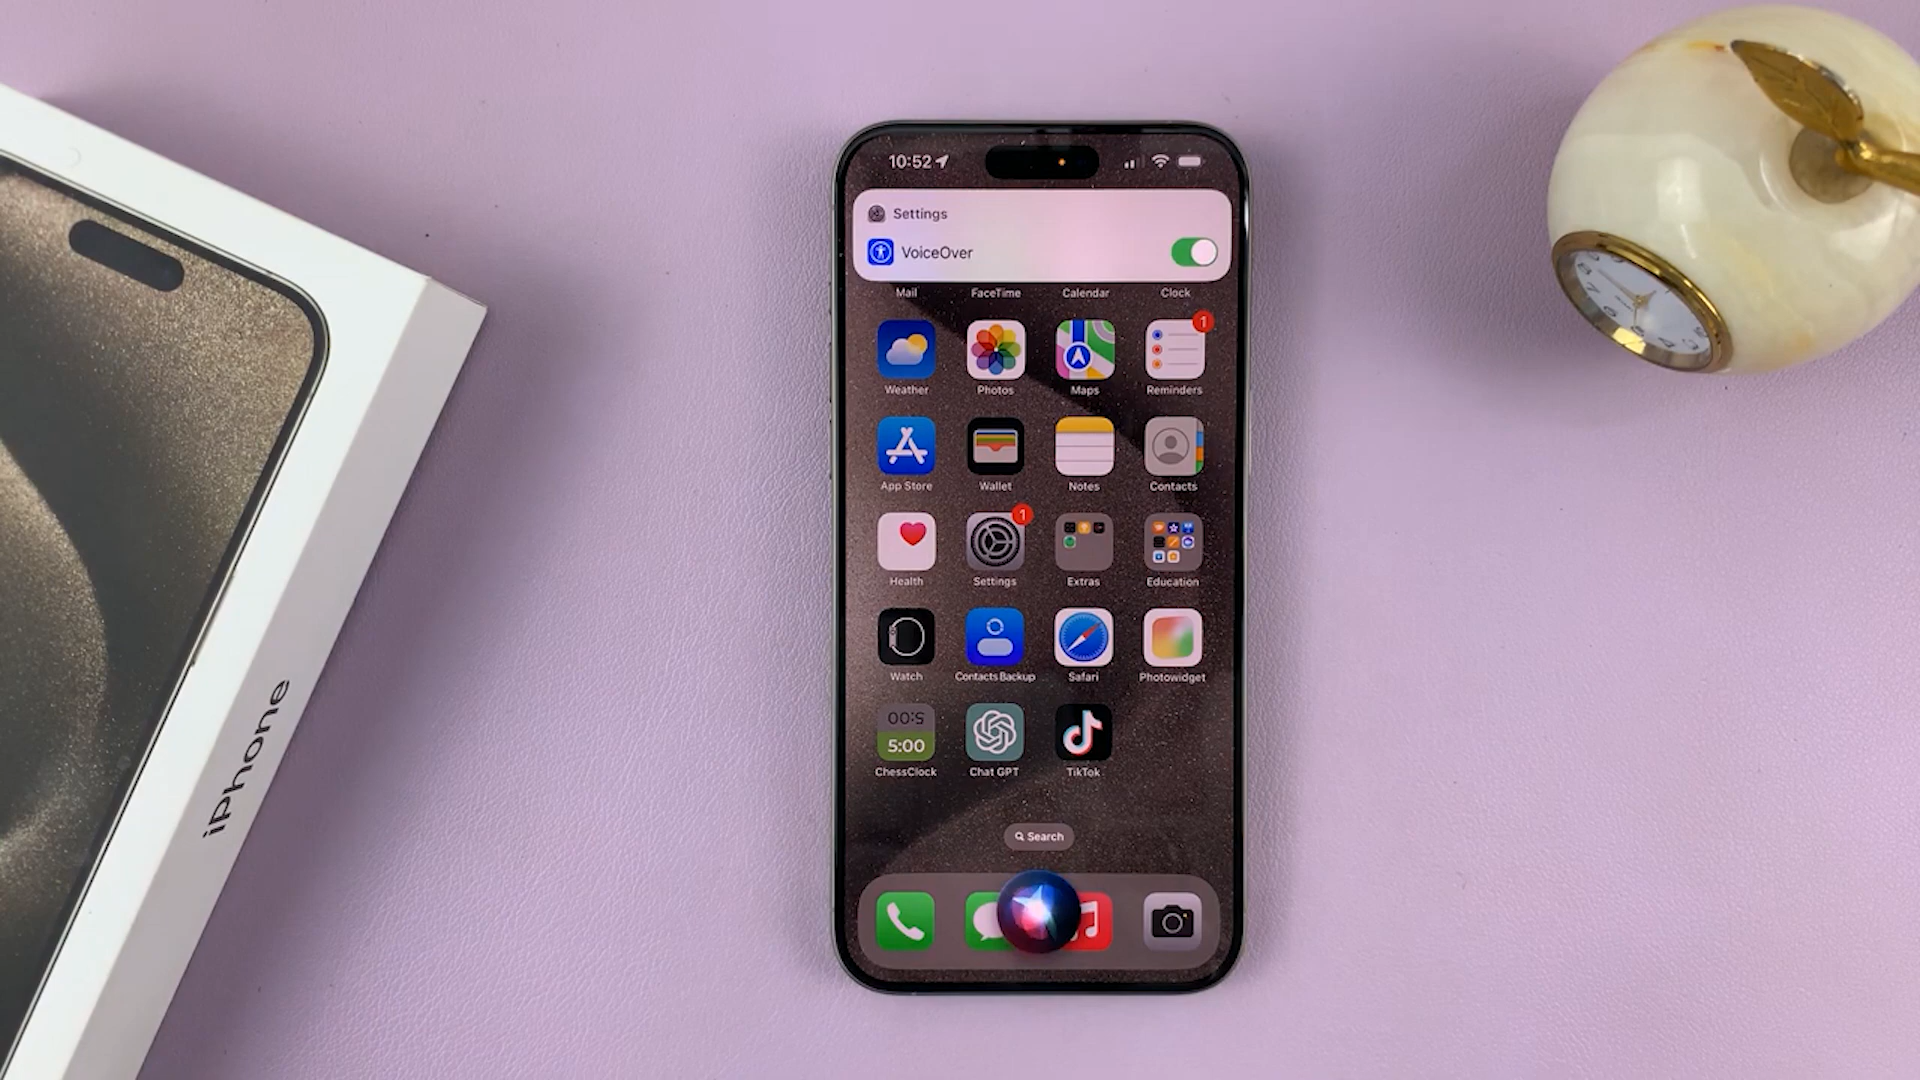 10:52
Settings
VoiceOver
Mail FaceTime Calendar Clock
1
Weather Photos Maps Reminders
App Store Wallet Notes Contacts
1
Health Settings Extras Education
Watch Contacts Backup Safari Photowidget
00:5
5:00
ChessClock Chat GPT TikTok
Search
iPhone